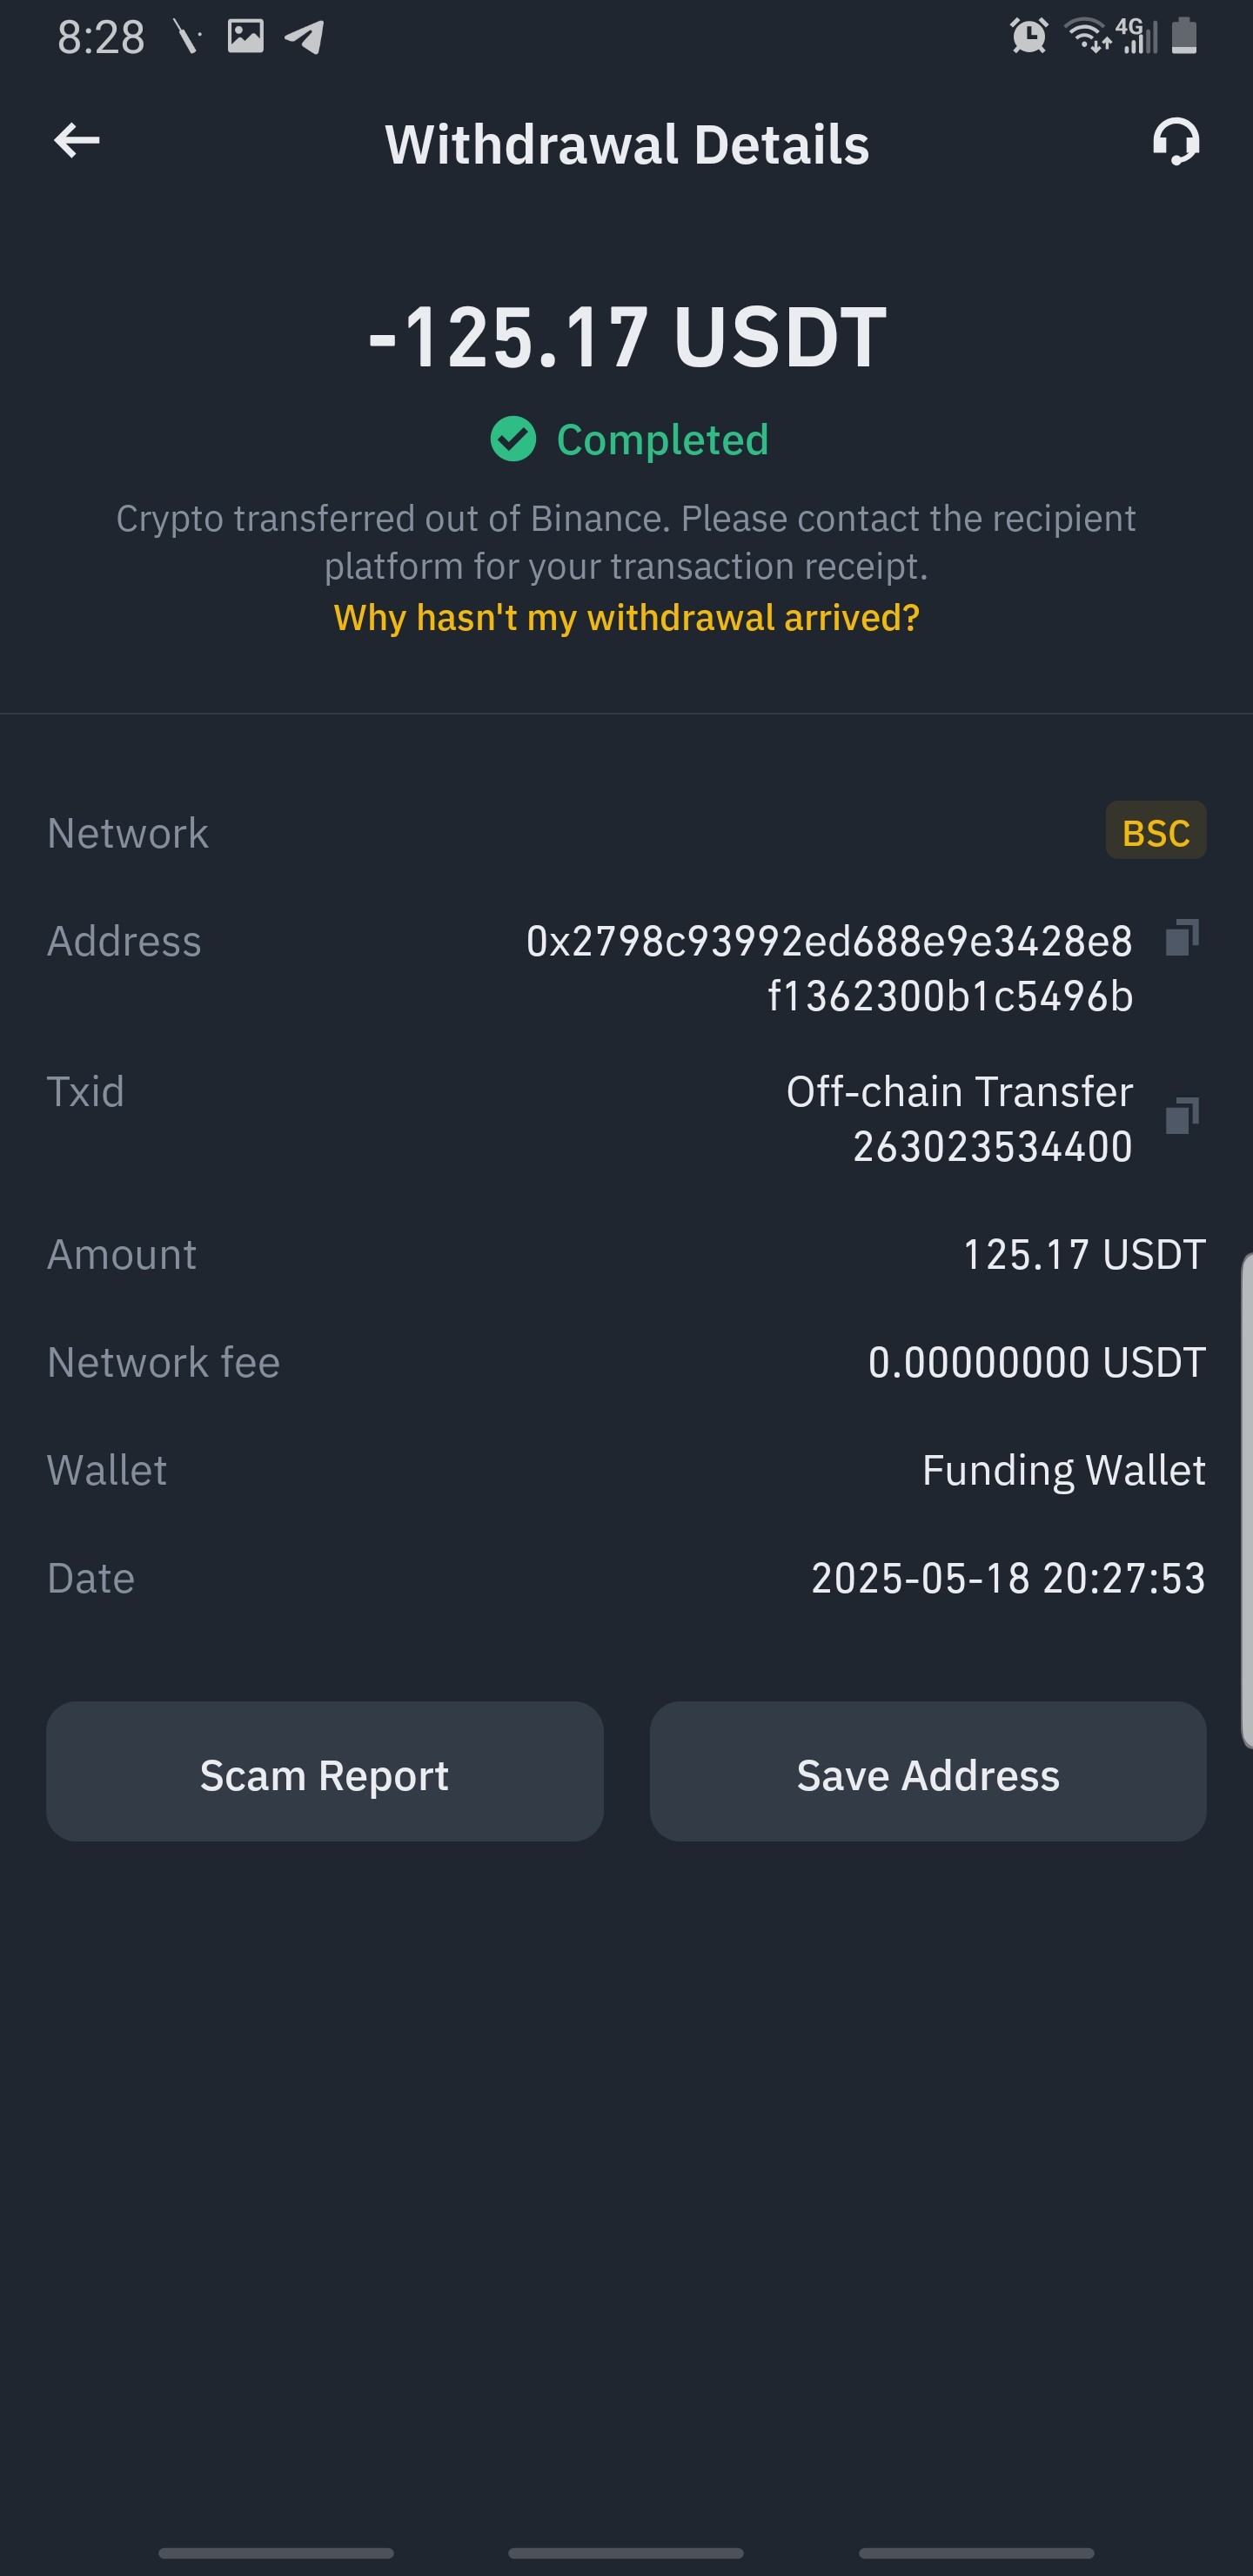 8:28
4G
Withdrawal Details
-125.17 USDT
Completed
Crypto transferred out of Binance. Please contact the recipient
platform for your transaction receipt.
Why hasn't my withdrawal arrived?
Network
BSC
Address
0x2798c93992ed688e9e3428e8
f1362300b1c5496b
Txid
Off-chain Transfer
263023534400
Amount
125.17 USDT
Network fee
0.00000000 USDT
Wallet
Funding Wallet
Date
2025-05-18 20:27:53
Scam Report
Save Address